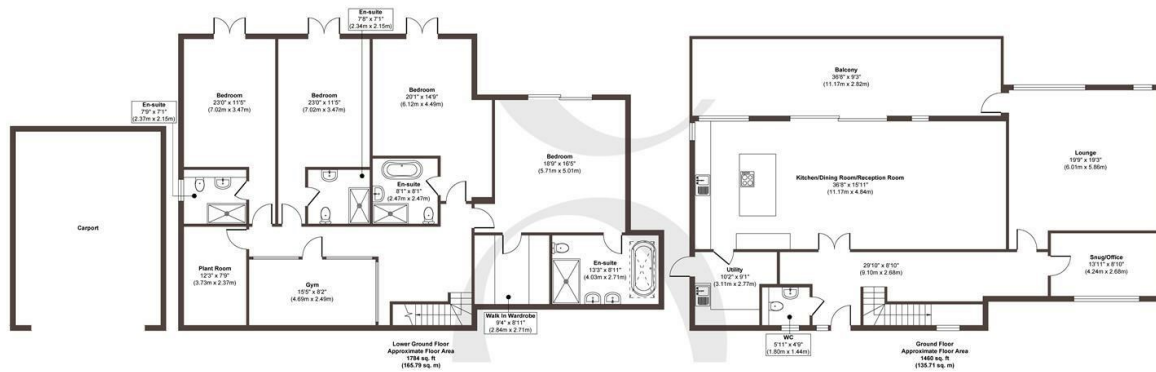 En-suite
7'8" x 7'1"
(2.34m x 2.15m)
Bedroom
23'0" x 11'5"
(7.02m x 3.47m)
Bedroom
23'0" x 11'5"
(7.02m x 3.47m)
Bedroom
20'1" x 14'9"
(6.12m x 4.49m)
En-suite
7'9" x 7'1"
(2.37m x 2.15m)
Bedroom
18'9" x 16'5"
(5.71m x 5.01m)
En-suite
8'1" x 8'1"
(2.47m x 2.47m)
Carport
Plant Room
12'3" x 7'9"
(3.73m x 2.37m)
Gym
15'5" x 8'2"
(4.69m x 2.49m)
En-suite
13'3" x 8'11"
(4.03m x 2.71m)
Walk In Wardrobe
9'4" x 8'11"
(2.84m x 2.71m)
Lower Ground Floor
Approximate Floor Area
1784 sq. ft
(165.79 sq. m)
Balcony
36'8" x 9'3"
(11.17m x 2.82m)
Lounge
19'9" x 19'3"
(6.01m x 5.86m)
Kitchen/Dining Room/Reception Room
36'8" x 15'11"
(11.17m x 4.84m)
Snug/Office
13'11" x 8'10"
(4.24m x 2.68m)
29'10" x 8'10"
(9.10m x 2.68m)
Utility
10'2" x 9'1"
(3.11m x 2.77m)
WC
5'11" x 4'9"
(1.80m x 1.44m)
Ground Floor
Approximate Floor Area
1460 sq. ft
(135.71 sq. m)